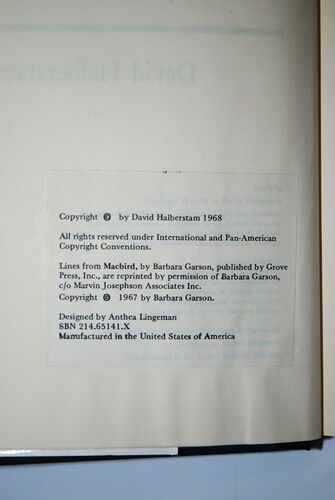 David Halberstam
Copyright © by David Halberstam 1968
All rights reserved under International and Pan-American
Copyright Conventions.
Lines from Macbird, by Barbara Garson, published by Grove
Press, Inc., are reprinted by permission of Barbara Garson,
c/o Marvin Josephson Associates Inc.
Copyright © 1967 by Barbara Garson.
Designed by Anthea Lingeman
SBN 214.65141.X
Manufactured in the United States of America